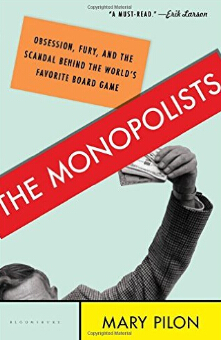 "A MUST-READ."—Erik Larson
OBSESSION, FURY, AND THE
SCANDAL BEHIND THE WORLD'S
FAVORITE BOARD GAME
THE MONOPOLISTS
BLOOMSBURY
MARY PILON